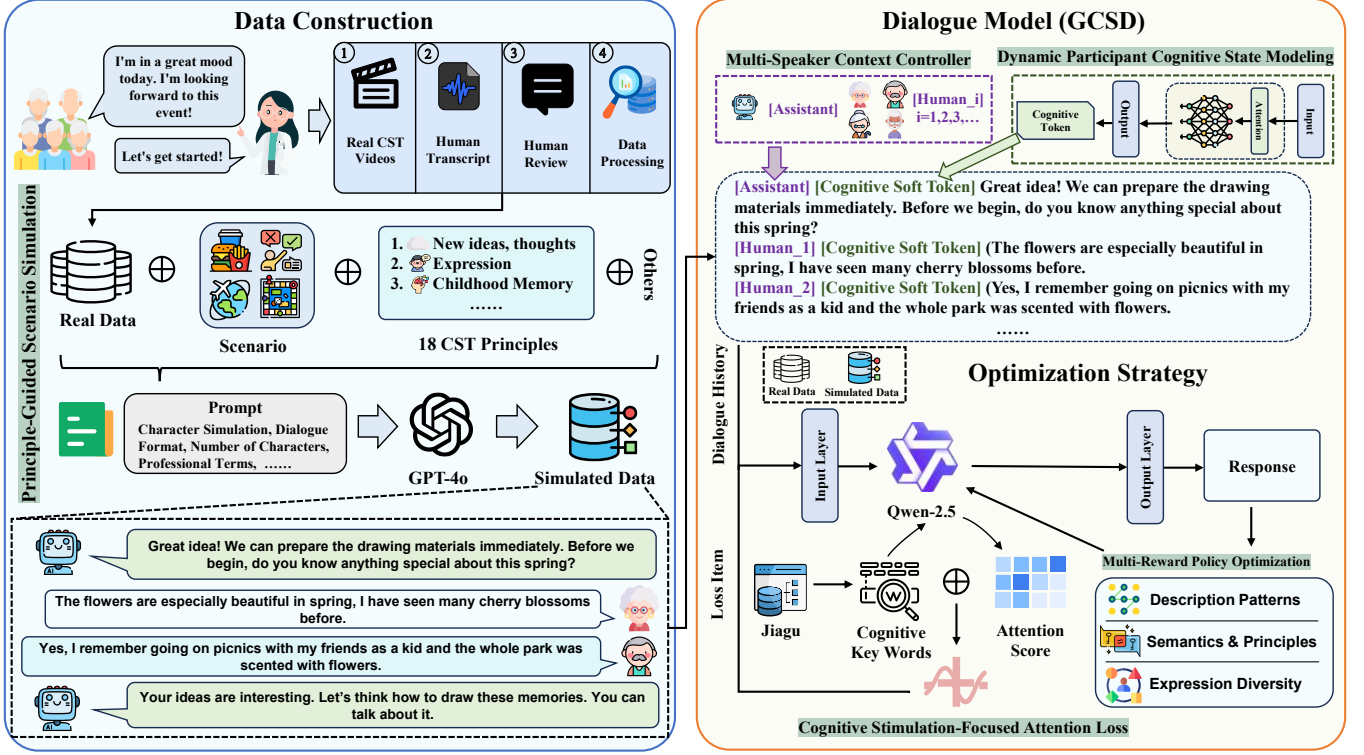 Data Construction
I'm in a great mood
today. I'm looking
forward to this
event!
Let's get started!
1
Real CST
Videos
2
Human
Transcript
3
Human
Review
4
Data
Processing
Principle-Guided Scenario Simulation
Real Data
Scenario
1. New ideas, thoughts
2. Expression
3. Childhood Memory
……
18 CST Principles
Others
Prompt
Character Simulation, Dialogue
Format, Number of Characters,
Professional Terms, ……
GPT-4o
Simulated Data
AI
Great idea! We can prepare the drawing materials immediately. Before we
begin, do you know anything special about this spring?
The flowers are especially beautiful in spring, I have seen many cherry blossoms
before.
Yes, I remember going on picnics with my friends as a kid and the whole park was
scented with flowers.
AI
Your ideas are interesting. Let's think how to draw these memories. You can
talk about it.
Dialogue Model (GCSD)
Multi-Speaker Context Controller
[Assistant]
[Human_i]
i=1,2,3,…
Dynamic Participant Cognitive State Modeling
Cognitive
Token
Output
Attention
Input
[Assistant] [Cognitive Soft Token] Great idea! We can prepare the drawing
materials immediately. Before we begin, do you know anything special about
this spring?
[Human_1] [Cognitive Soft Token] (The flowers are especially beautiful in
spring, I have seen many cherry blossoms before.
[Human_2] [Cognitive Soft Token] (Yes, I remember going on picnics with my
friends as a kid and the whole park was scented with flowers.
……
Real Data
Simulated Data
Optimization Strategy
Dialogue History
Input Layer
Qwen-2.5
Output Layer
Response
Loss Item
Jiagu
W
Cognitive
Key Words
Attention
Score
Multi-Reward Policy Optimization
Description Patterns
Semantics & Principles
Expression Diversity
Cognitive Stimulation-Focused Attention Loss